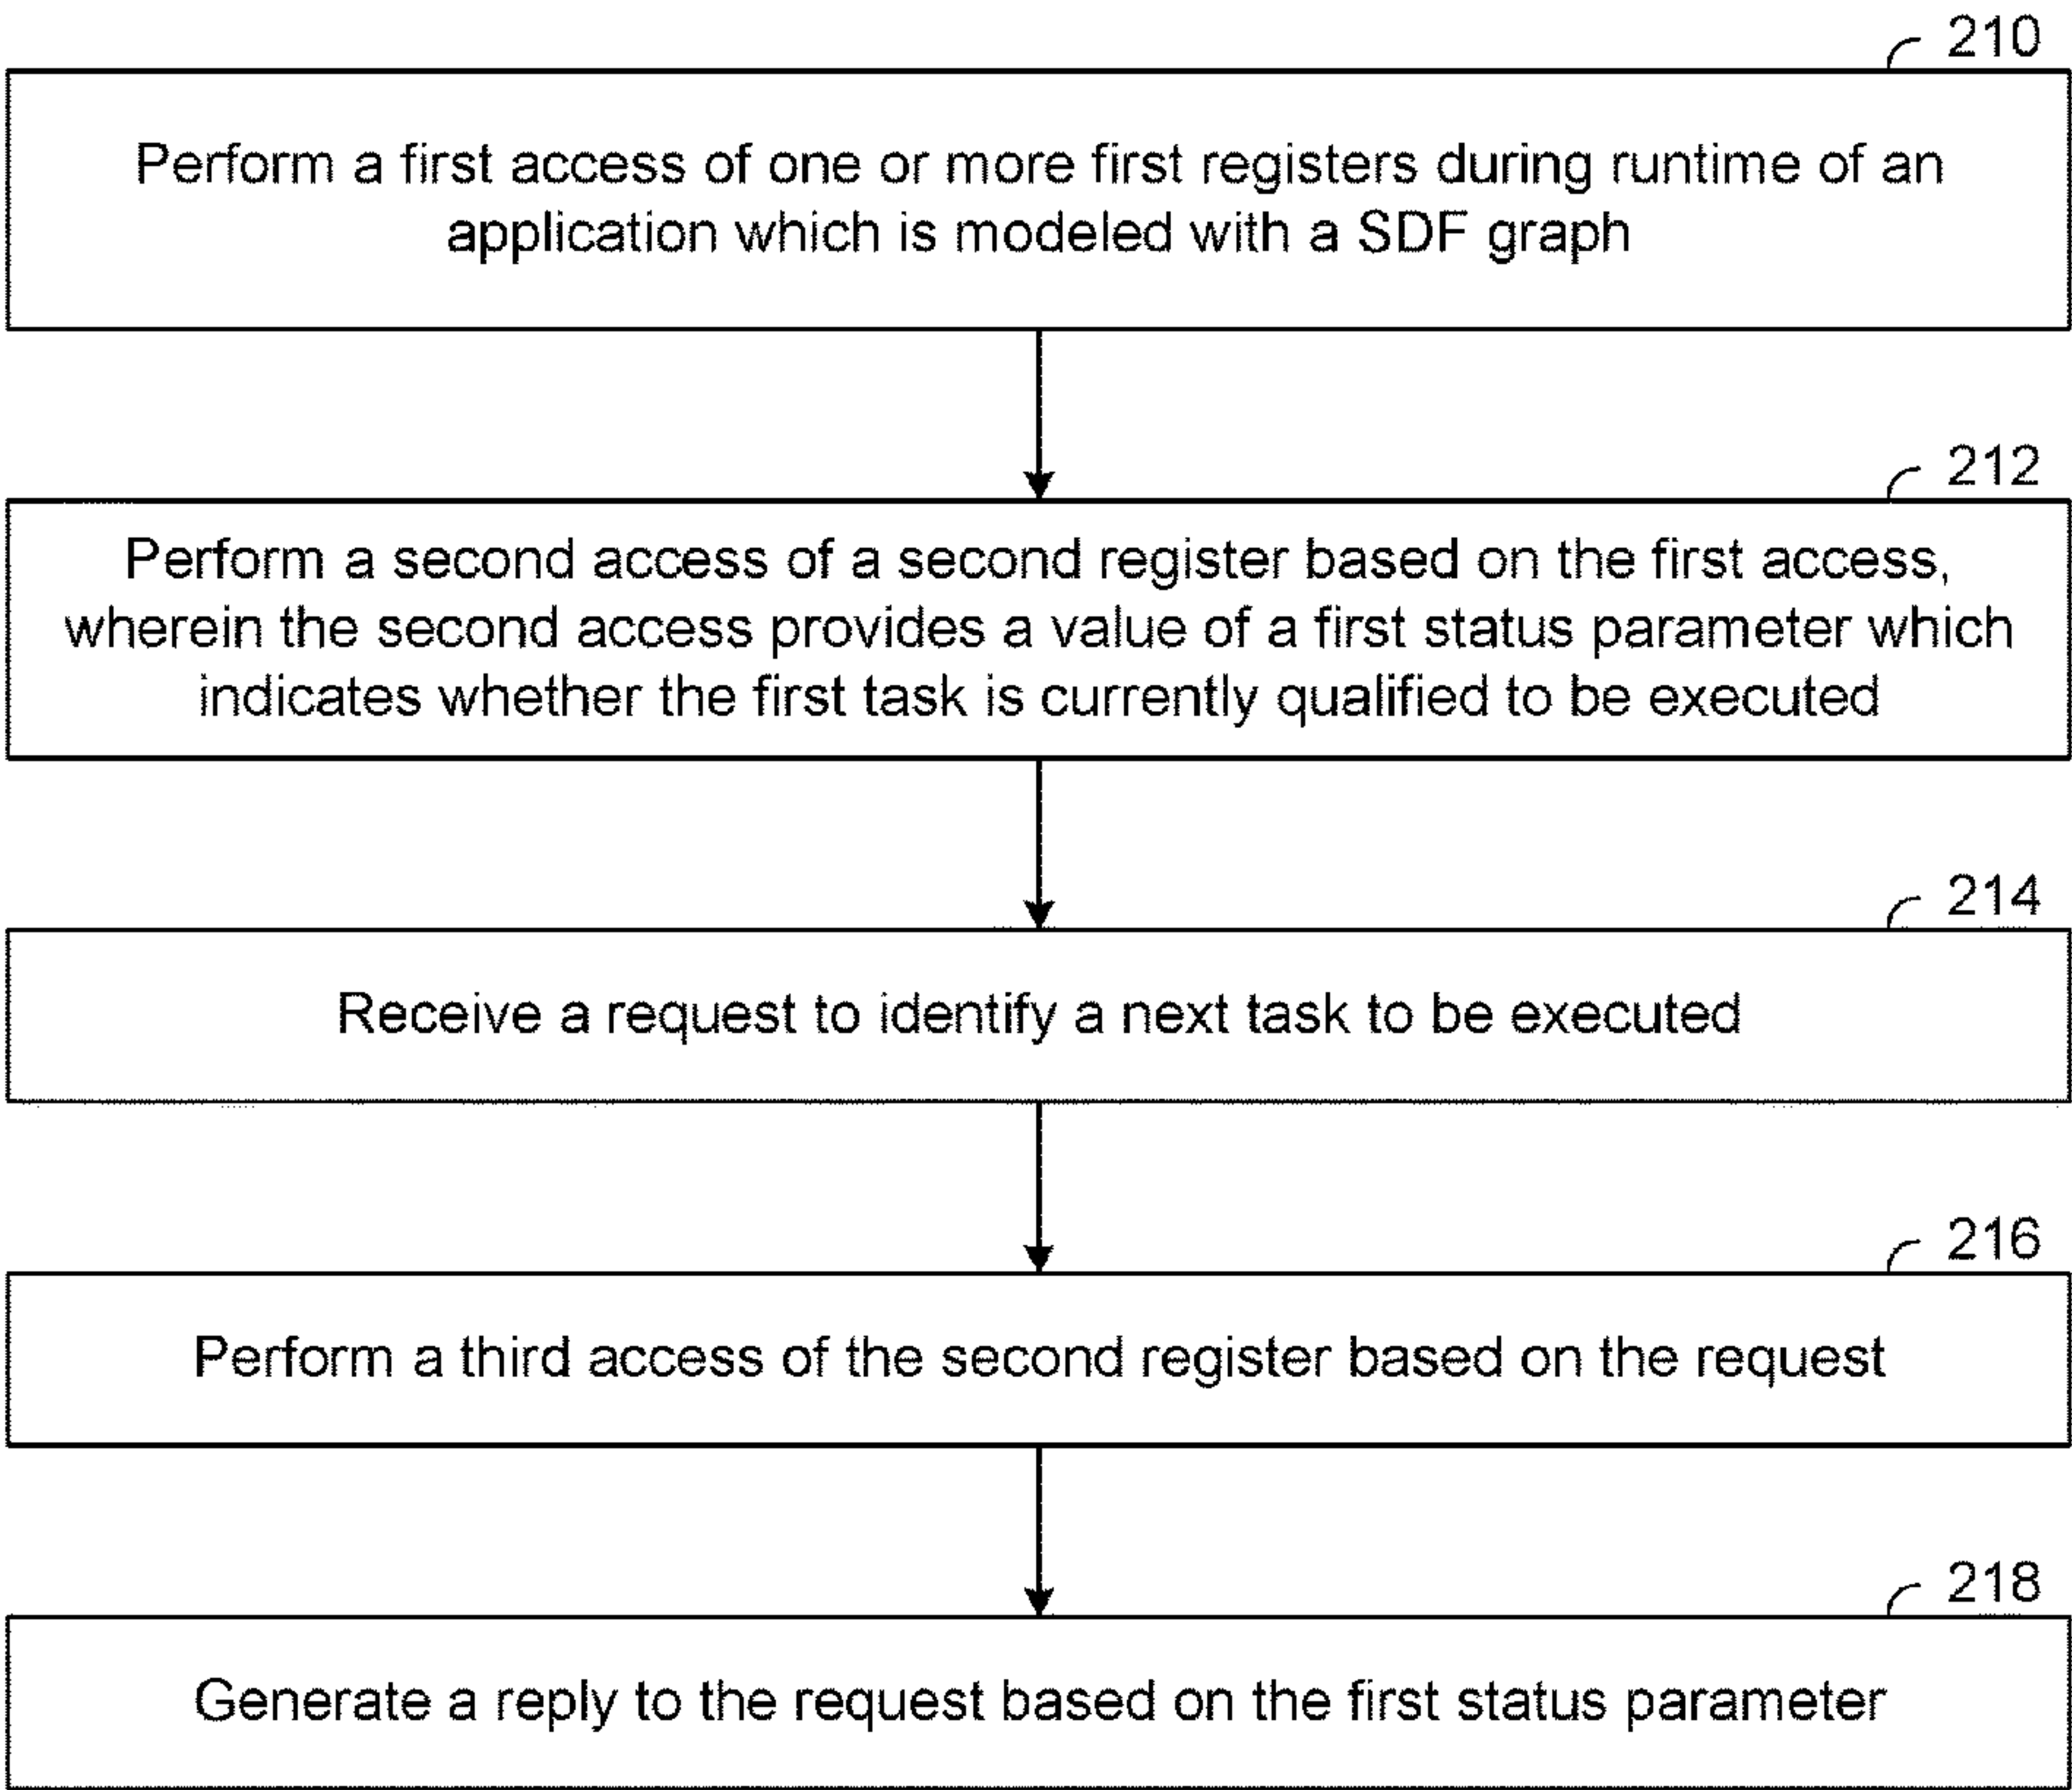 210
Perform a first access of one or more first registers during runtime of an
application which is modeled with a SDF graph
212
Perform a second access of a second register based on the first access,
wherein the second access provides a value of a first status parameter which
indicates whether the first task is currently qualified to be executed
214
Receive a request to identify a next task to be executed
216
Perform a third access of the second register based on the request
218
Generate a reply to the request based on the first status parameter